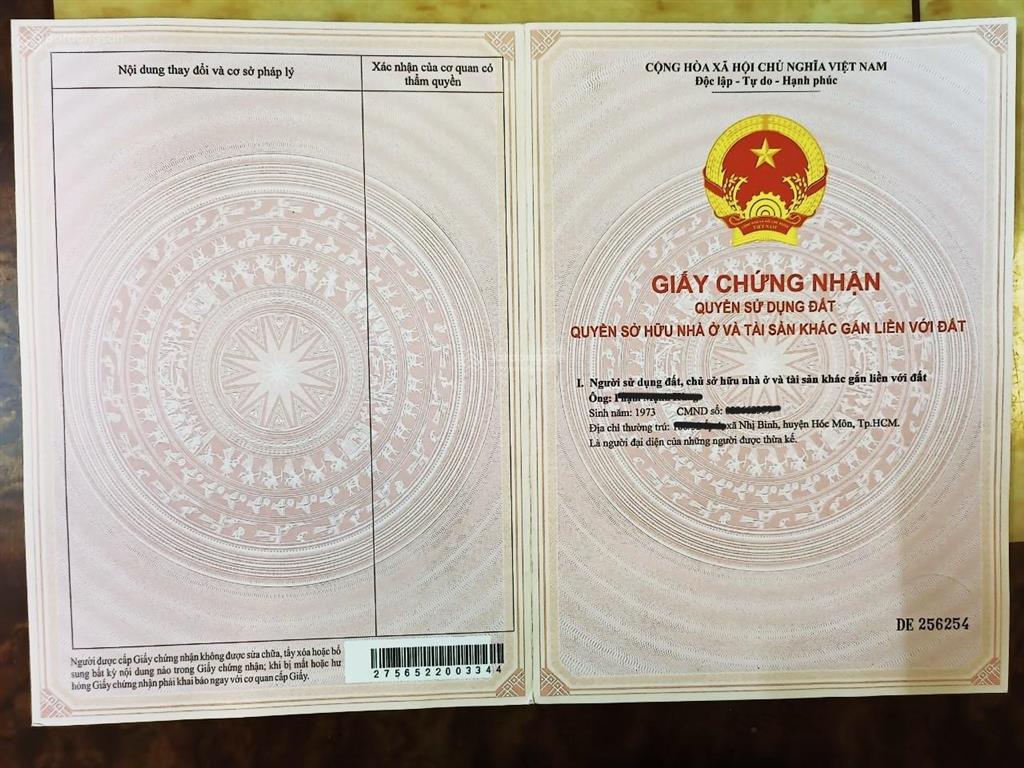 Nội dung thay đổi và cơ sở pháp lý
Xác nhận của cơ quan có
thẩm quyền
Người được cấp Giấy chứng nhận không được sửa chữa, tẩy xóa hoặc bổ
sung bất kỳ nội dung nào trong Giấy chứng nhận; khi bị mất hoặc hư
hỏng Giấy chứng nhận phải khai báo ngay với cơ quan cấp Giấy.
275652200334 4
CỘNG HÒA XÃ HỘI CHỦ NGHĨA VIỆT NAM
Độc lập - Tự do - Hạnh phúc
VIỆT NAM
GIẤY CHỨNG NHẬN
QUYỀN SỬ DỤNG ĐẤT
QUYỀN SỞ HỮU NHÀ Ở VÀ TÀI SẢN KHÁC GẮN LIỀN VỚI ĐẤT
I. Người sử dụng đất, chủ sở hữu nhà ở và tài sản khác gắn liền với đất
Ông:
Sinh năm: 1973 CMND số:
Địa chỉ thường trú: xã Nhị Bình, huyện Hóc Môn, Tp.HCM.
Là người đại diện của những người được thừa kế.
DE 256254